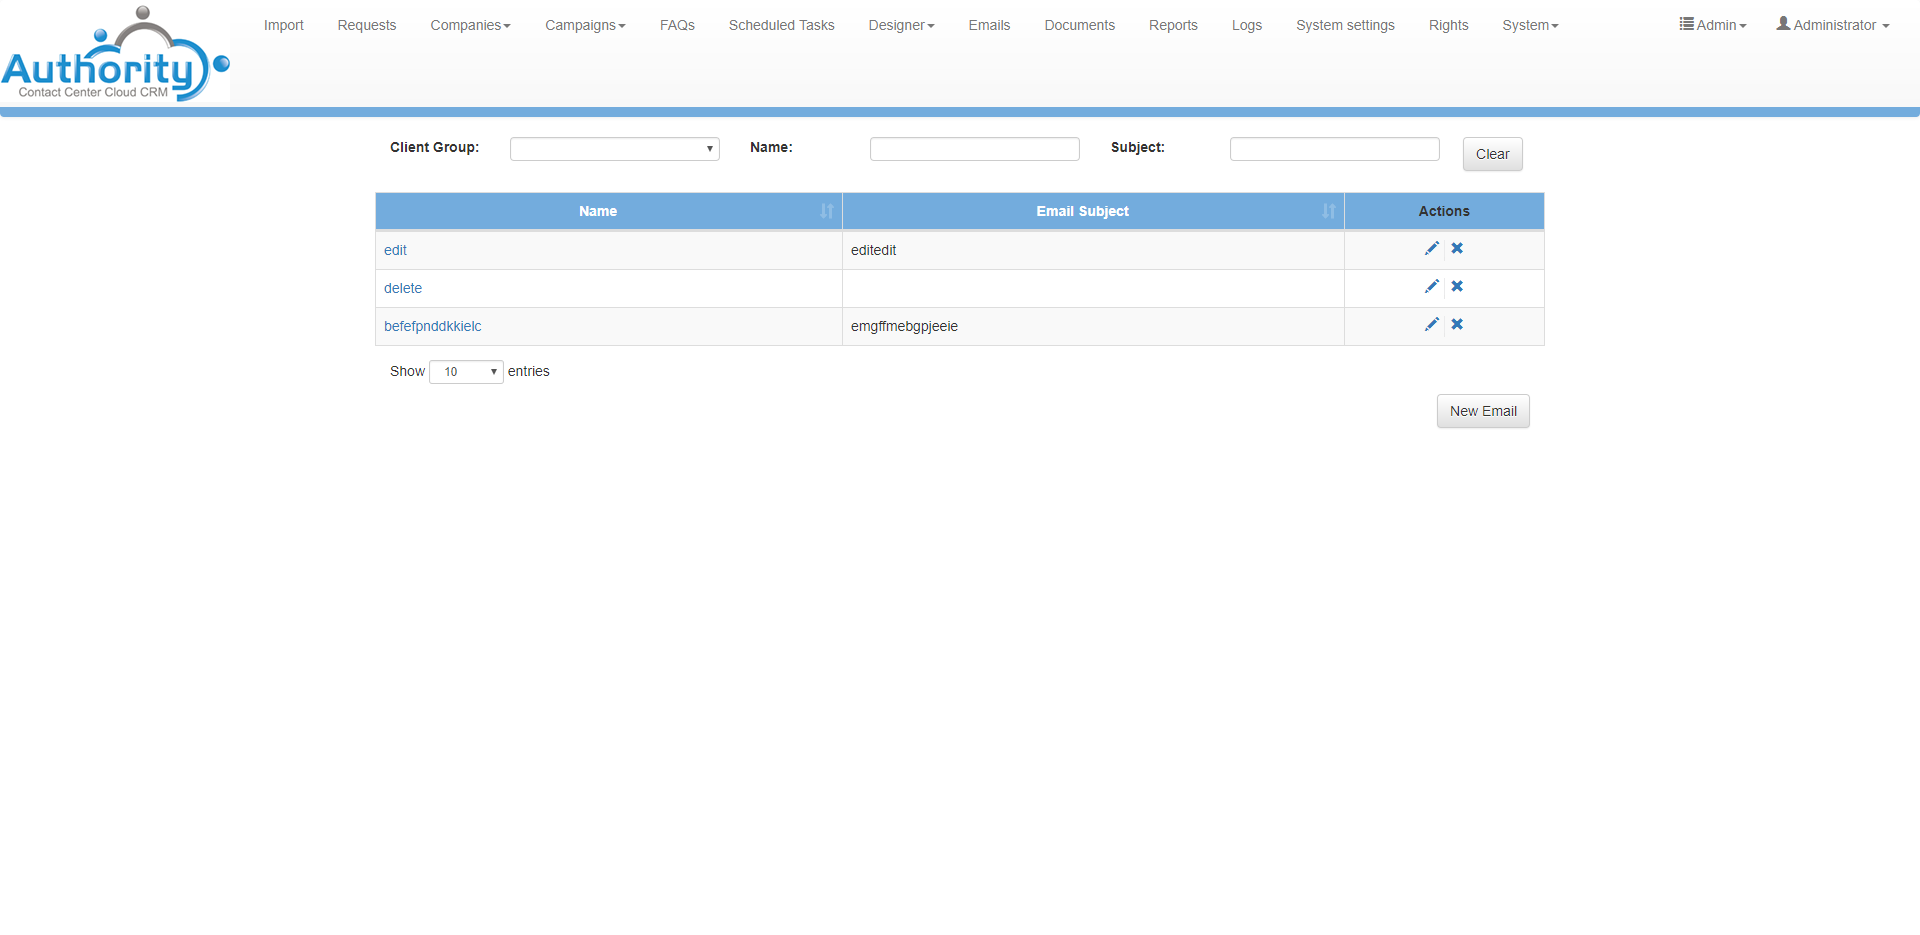 Authority
Contact Center Cloud CRM
Import Requests Companies Campaigns FAQs Scheduled Tasks Designer Emails Documents Reports Logs System settings Rights System Admin Administrator
Client Group: Name: Subject: Clear
Name Email Subject Actions
edit editedit
delete
befefpnddkkielc emgffmebgpjeeie
Show 10 entries
New Email